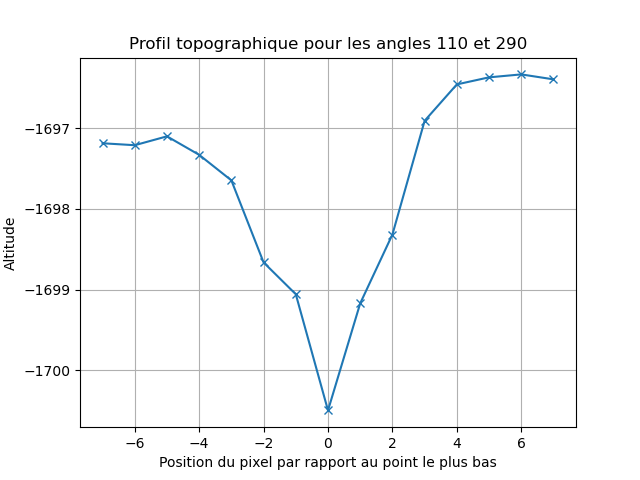 Profil topographique pour les angles 110 et 290
−1697
−1698
−1699
−1700
Altitude
−6 −4 −2 0 2 4 6
Position du pixel par rapport au point le plus bas